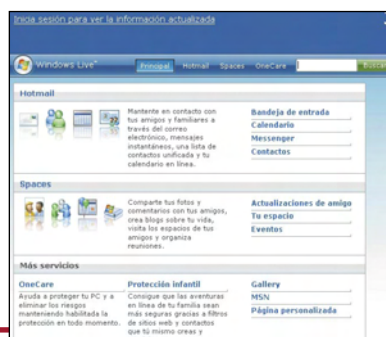 Inicia sesión para ver la información actualizada
Windows Live™
Principal Hotmail Spaces OneCare Buscar
Hotmail
Mantente en contacto con
tus amigos y familiares a
través del correo
electrónico, mensajes
instantáneos, una lista de
contactos unificada y tu
calendario en línea.
Bandeja de entrada
Calendario
Messenger
Contactos
Spaces
Comparte tus fotos y
comentarios con tus amigos,
crea blogs sobre tu vida,
visita los espacios de tus
amigos y organiza
reuniones.
Actualizaciones de amigo
Tu espacio
Eventos
Más servicios
OneCare
Ayuda a proteger tu PC y a
eliminar los riesgos
manteniendo habilitada la
protección en todo momento.
Protección infantil
Consigue que las aventuras
en línea de tu familia sean
más seguras gracias a filtros
de sitios web y contactos
que tú mismo creas y
Gallery
MSN
Página personalizada